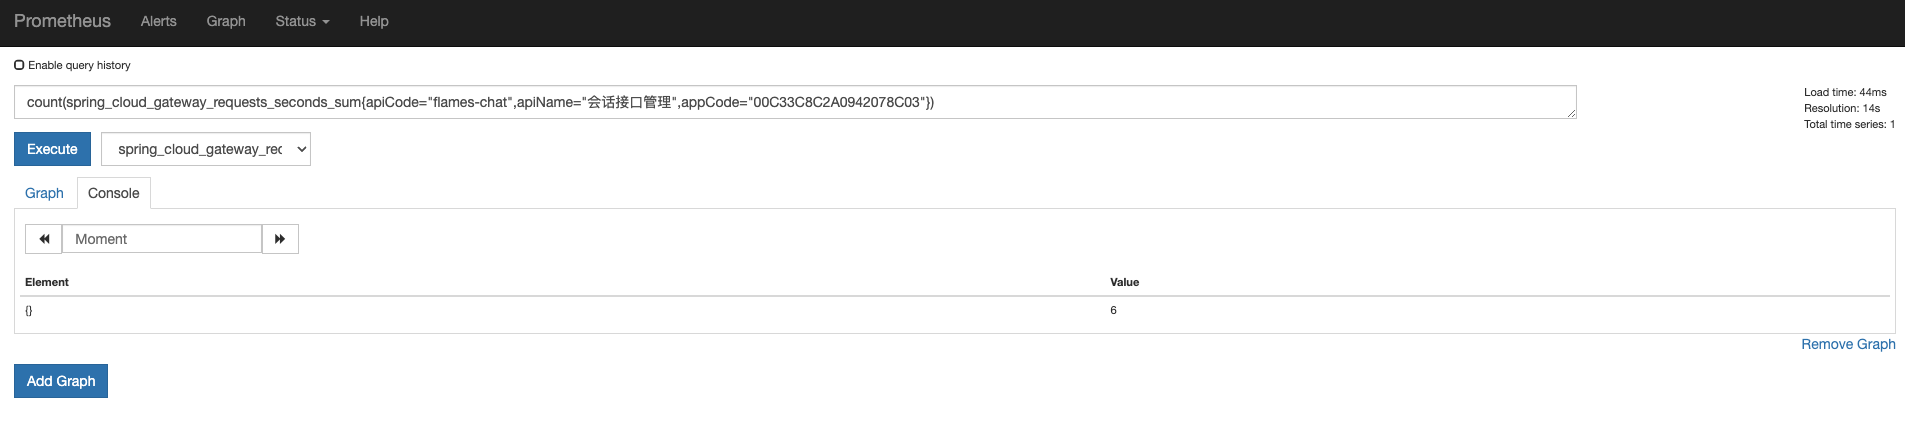 Prometheus Alerts Graph Status Help
Enable query history
count(spring_cloud_gateway_requests_seconds_sum{apiCode="flames-chat",apiName="会话接口管理",appCode="00C33C8C2A0942078C03"})
Load time: 44ms
Resolution: 14s
Total time series: 1
Execute spring_cloud_gateway_rec
Graph Console
Moment
Element Value
{} 6
Remove Graph
Add Graph